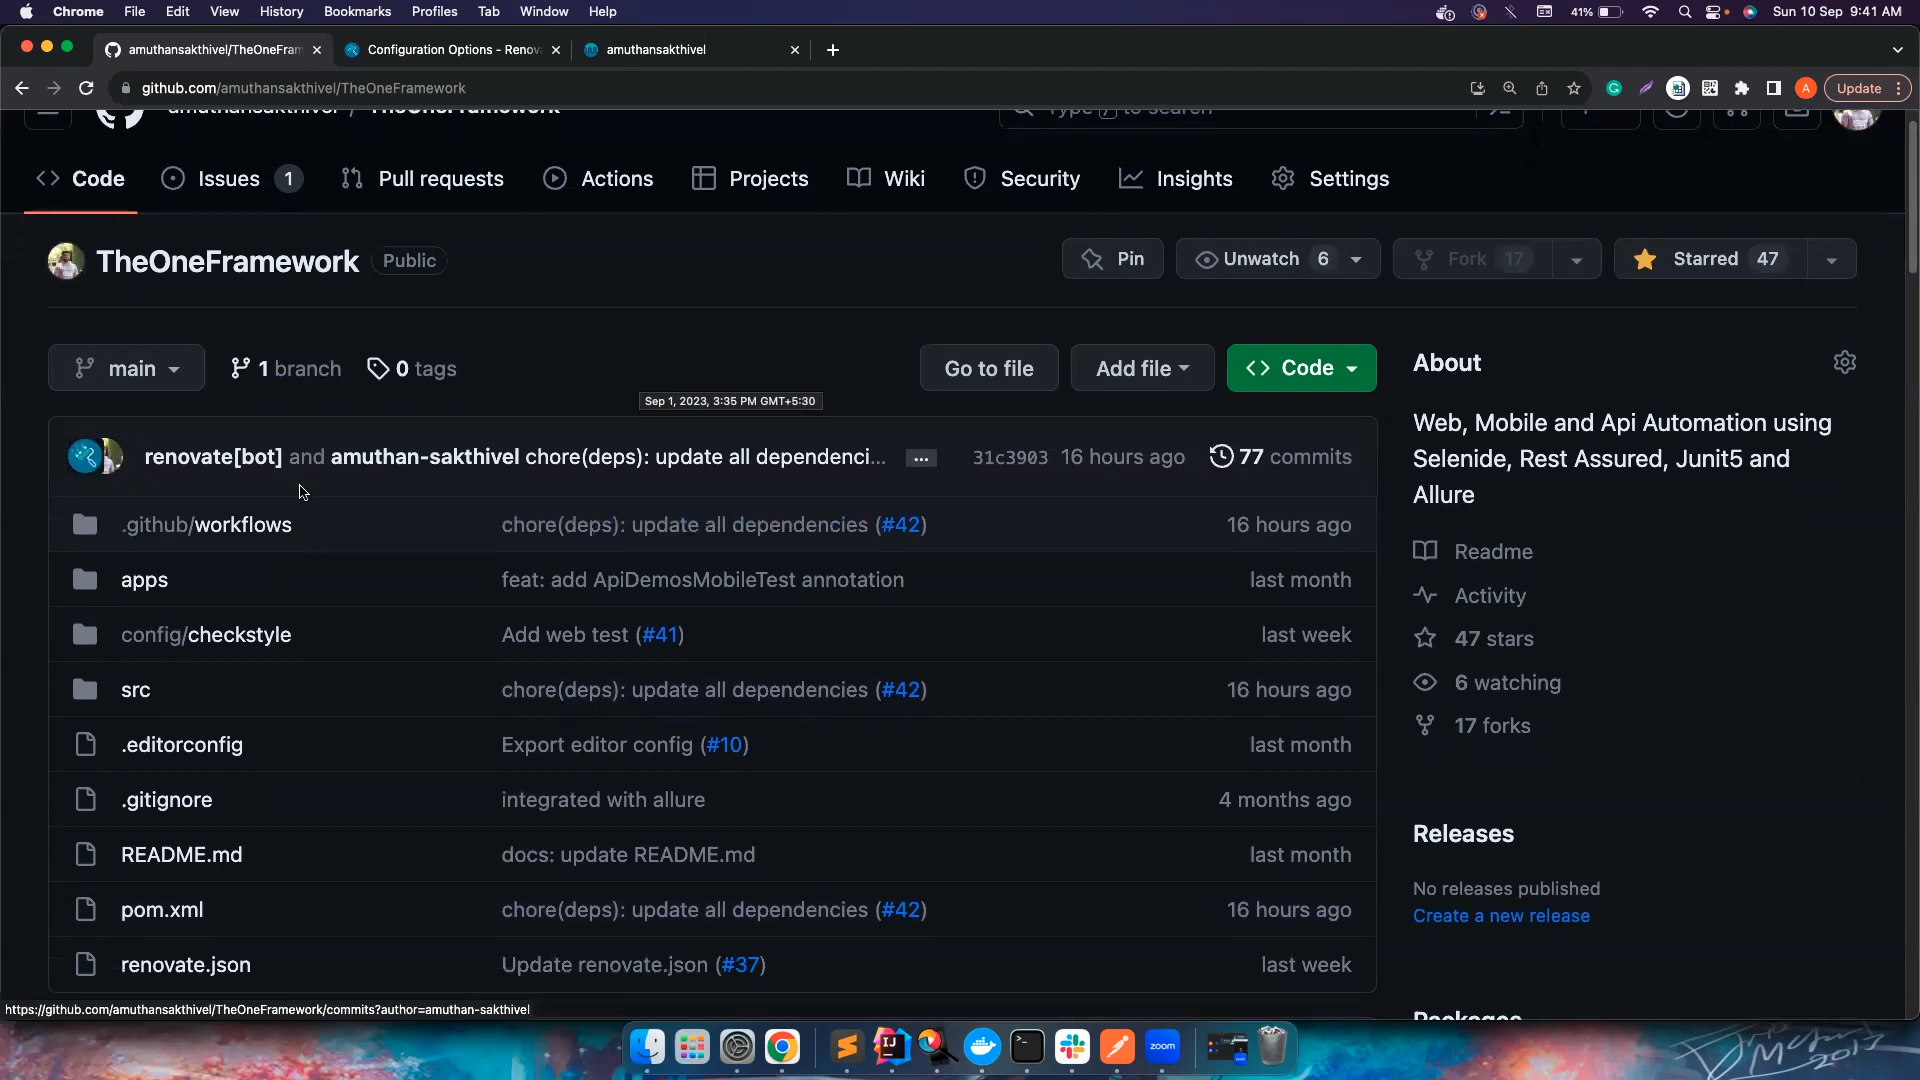 Chrome File Edit View History Bookmarks Profiles Tab Window Help 41% Sun 10 Sep 9:41 AM
amuthansakthivel/TheOneFram Configuration Options - Renov amuthansakthivel
github.com/amuthansakthivel/TheOneFramework Update
amuthansakthivel / TheOneFramework Type / to search
Code Issues 1 Pull requests Actions Projects Wiki Security Insights Settings
TheOneFramework Public Pin Unwatch 6 Fork 17 Starred 47
main 1 branch 0 tags Go to file Add file Code
Sep 1, 2023, 3:35 PM GMT+5:30
renovate[bot] and amuthan-sakthivel chore(deps): update all dependenci... ... 31c3903 16 hours ago 77 commits
.github/workflows chore(deps): update all dependencies (#42) 16 hours ago
apps feat: add ApiDemosMobileTest annotation last month
config/checkstyle Add web test (#41) last week
src chore(deps): update all dependencies (#42) 16 hours ago
.editorconfig Export editor config (#10) last month
.gitignore integrated with allure 4 months ago
README.md docs: update README.md last month
pom.xml chore(deps): update all dependencies (#42) 16 hours ago
renovate.json Update renovate.json (#37) last week
About
Web, Mobile and Api Automation using
Selenide, Rest Assured, Junit5 and
Allure
Readme
Activity
47 stars
6 watching
17 forks
Releases
No releases published
Create a new release
Packages
https://github.com/amuthansakthivel/TheOneFramework/commits?author=amuthan-sakthivel
IJ
zoom
2017